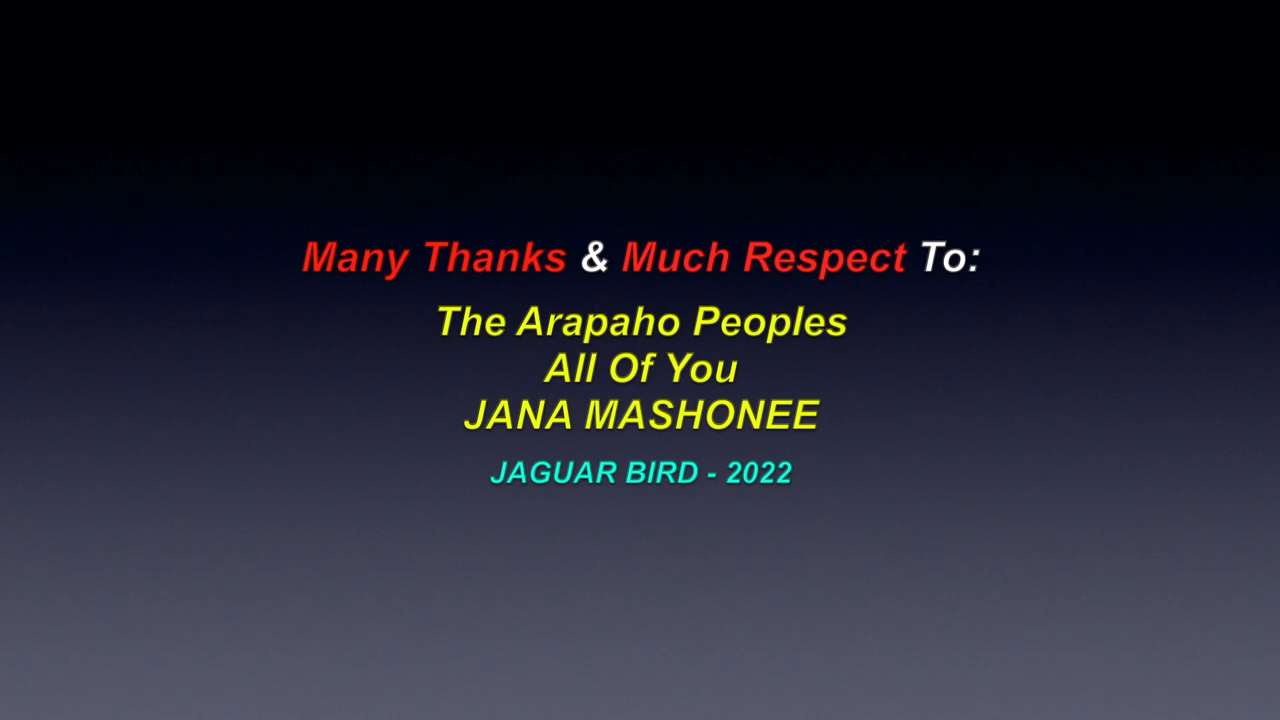 Many Thanks & Much Respect To:
The Arapaho Peoples
All Of You
JANA MASHONEE
JAGUAR BIRD - 2022